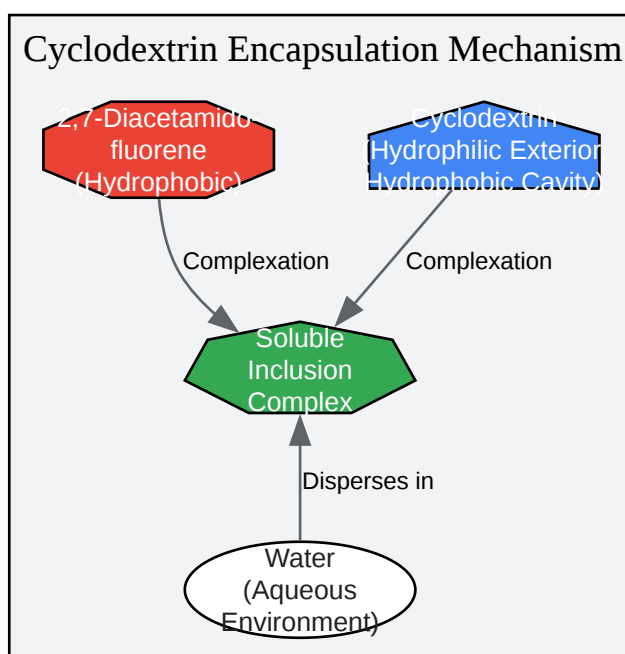 Cyclodextrin Encapsulation Mechanism
2,7-Diacetamido-
fluorene
(Hydrophobic)
Cyclodextrin
(Hydrophilic Exterior,
Hydrophobic Cavity)
Complexation
Complexation
Soluble
Inclusion
Complex
Disperses in
Water
(Aqueous
Environment)